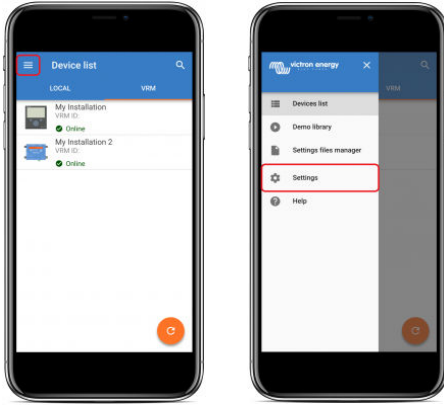 Device list
LOCAL VRM
My Installation
VRM ID:
Online
My Installation 2
VRM ID:
Online
victron energy
VRM
Devices list
Demo library
Settings files manager
Settings
Help